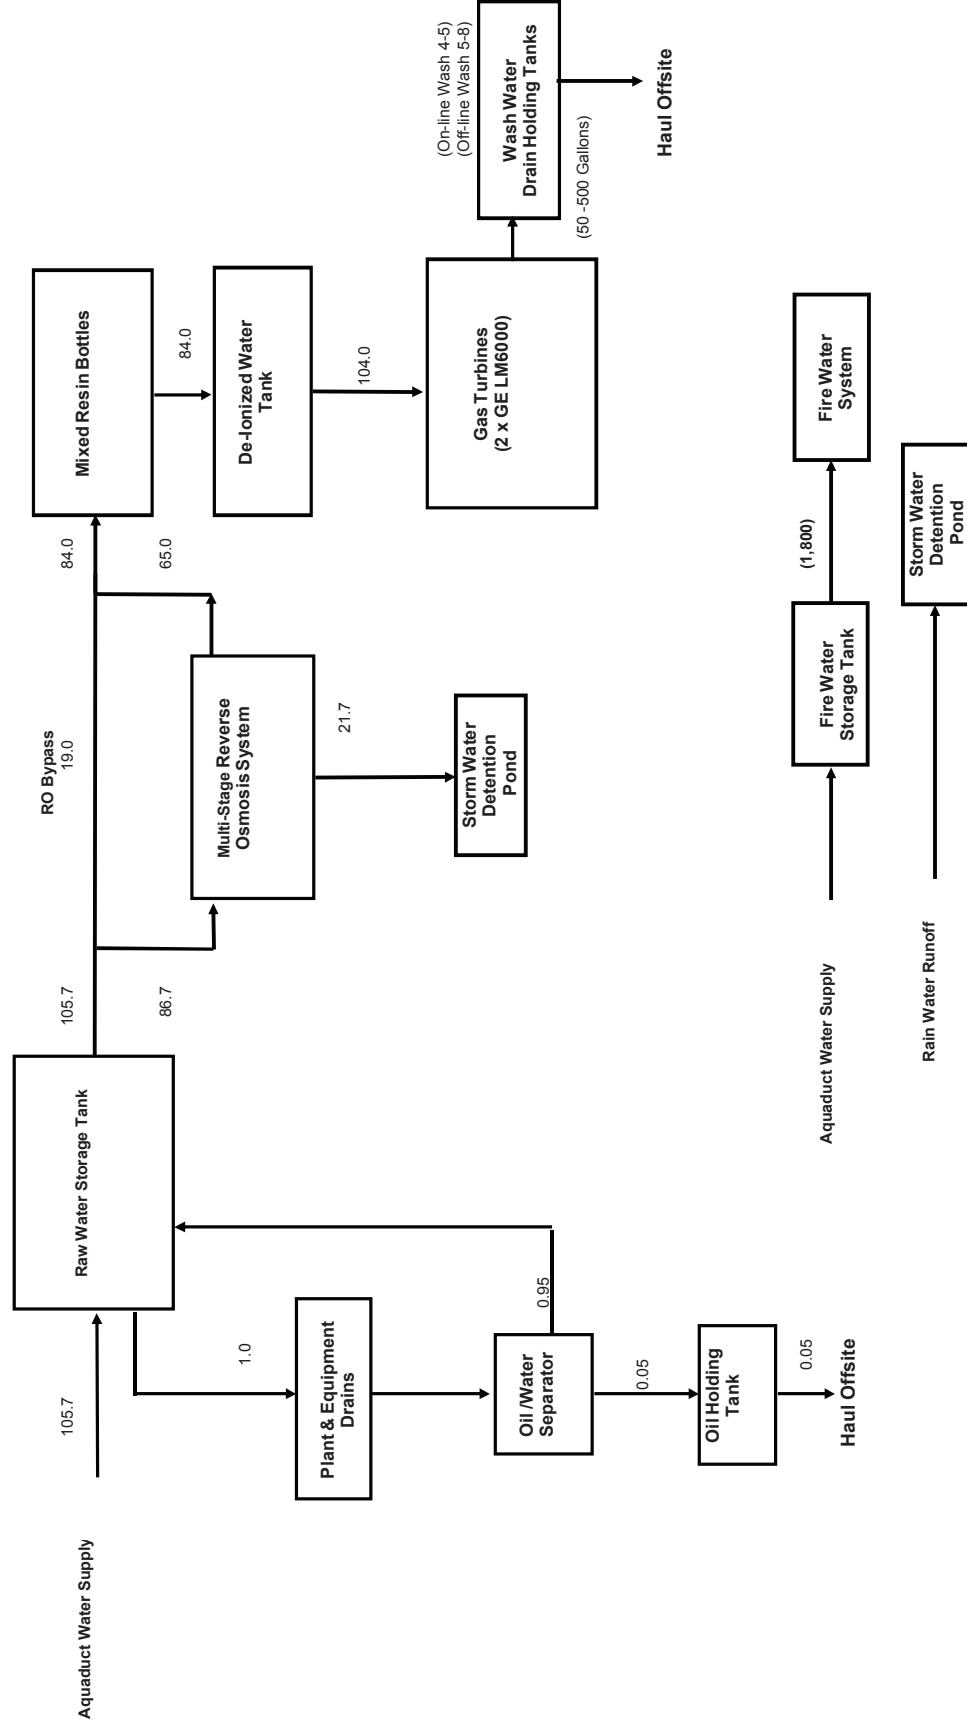 Aquaduct Water Supply
105.7
Raw Water Storage Tank
105.7
86.7
RO Bypass
19.0
Multi-Stage Reverse
Osmosis System
21.7
Storm Water
Detention
Pond
84.0
65.0
Mixed Resin Bottles
84.0
De-Ionized Water
Tank
104.0
Gas Turbines
(2 x GE LM6000)
(On-line Wash 4-5)
(Off-line Wash 5-8)
Wash Water
Drain Holding Tanks
(50 -500 Gallons)
Haul Offsite
1.0
Plant & Equipment
Drains
Oil /Water
Separator
0.95
0.05
Oil Holding
Tank
0.05
Haul Offsite
Aquaduct Water Supply
Fire Water
Storage Tank
(1,800)
Fire Water
System
Rain Water Runoff
Storm Water
Detention
Pond